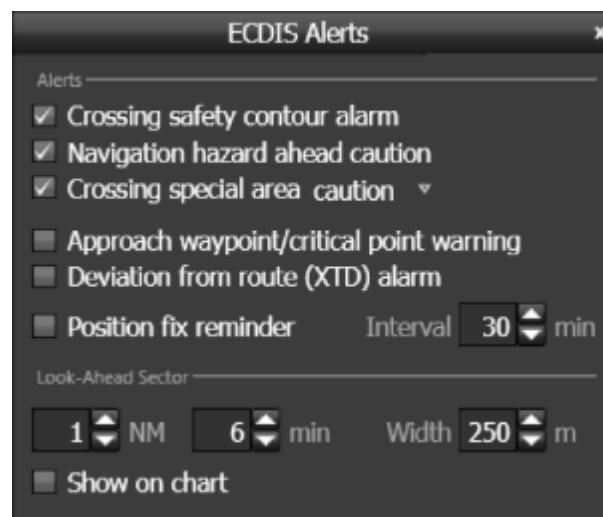 ECDIS Alerts x
Alerts
Crossing safety contour alarm
Navigation hazard ahead caution
Crossing special area caution
Approach waypoint/critical point warning
Deviation from route (XTD) alarm
Position fix reminder Interval 30 min
Look-Ahead Sector
1 NM 6 min Width 250 m
Show on chart